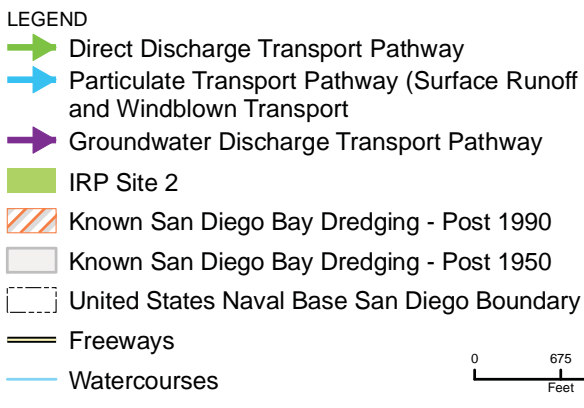 LEGEND
Direct Discharge Transport Pathway
Particulate Transport Pathway (Surface Runoff
and Windblown Transport
Groundwater Discharge Transport Pathway
IRP Site 2
Known San Diego Bay Dredging - Post 1990
Known San Diego Bay Dredging - Post 1950
United States Naval Base San Diego Boundary
Freeways
Watercourses
0 675
Feet